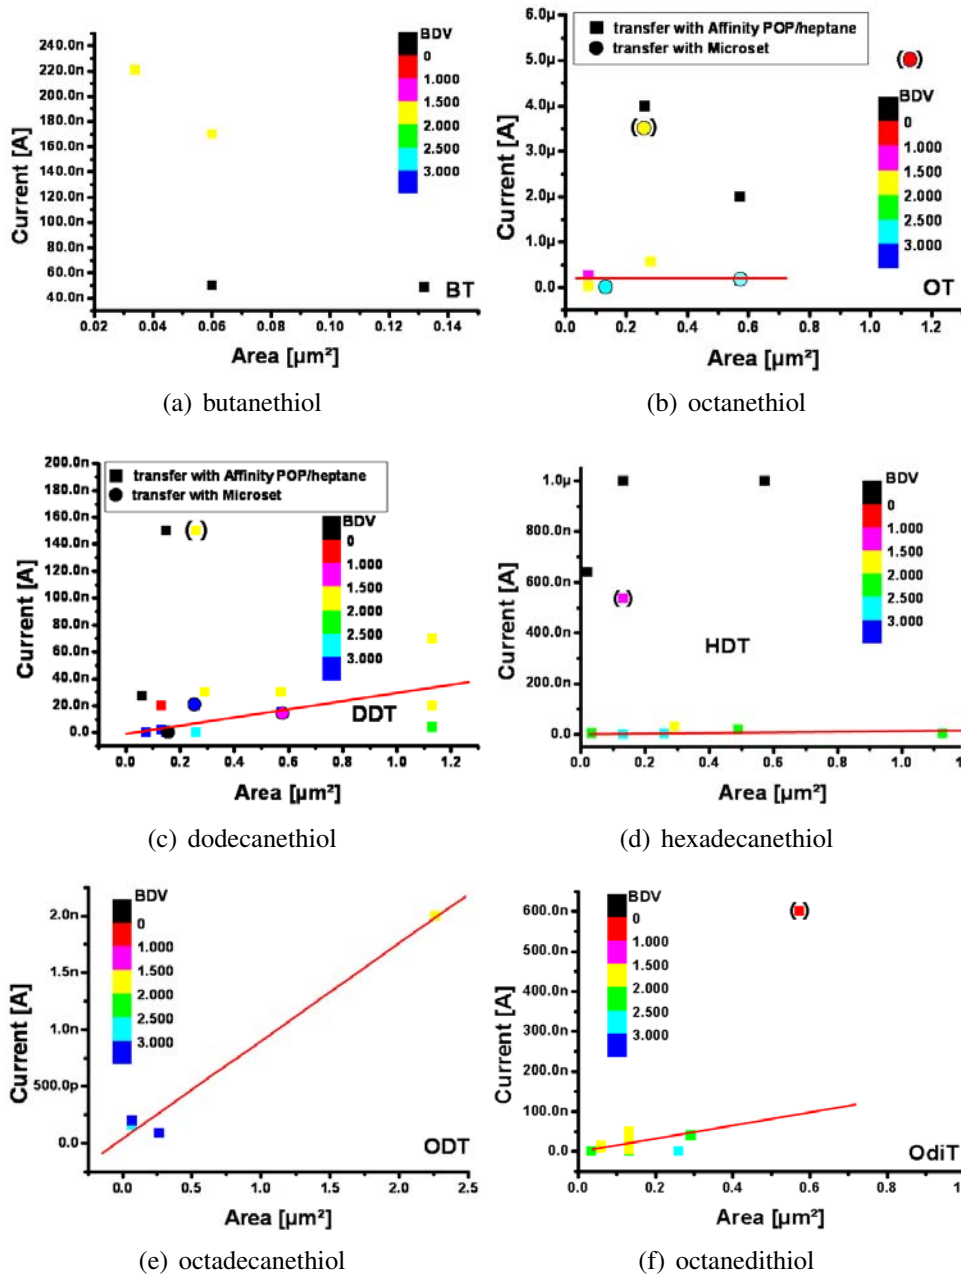 BDV
240.0n
220.0n
200.0n
180.0n
160.0n
140.0n
120.0n
100.0n
80.0n
60.0n
40.0n
0
1.000
1.500
2.000
2.500
3.000
Current [A]
BT
0.02 0.04 0.06 0.08 0.10 0.12 0.14
Area [µm²]
(a) butanethiol
transfer with Affinity POP/heptane
transfer with Microset
6.0µ
5.0µ
4.0µ
3.0µ
2.0µ
1.0µ
0.0
BDV
0
1.000
1.500
2.000
2.500
3.000
( )
( )
Current [A]
OT
0.0 0.2 0.4 0.6 0.8 1.0 1.2
Area [µm²]
(b) octanethiol
transfer with Affinity POP/heptane
transfer with Microset
200.0n
180.0n
160.0n
140.0n
120.0n
100.0n
80.0n
60.0n
40.0n
20.0n
0.0
( )
BDV
0
1.000
1.500
2.000
2.500
3.000
Current [A]
DDT
0.0 0.2 0.4 0.6 0.8 1.0 1.2
Area [µm²]
(c) dodecanethiol
1.0µ
800.0n
600.0n
400.0n
200.0n
0.0
BDV
0
1.000
1.500
2.000
2.500
3.000
( )
Current [A]
HDT
0.0 0.2 0.4 0.6 0.8 1.0 1
Area [µm²]
(d) hexadecanethiol
BDV
0
1.000
1.500
2.000
2.500
3.000
2.0n
1.5n
1.0n
500.0p
0.0
Current [A]
ODT
0.0 0.5 1.0 1.5 2.0 2.5
Area [µm²]
(e) octadecanethiol
BDV
0
1.000
1.500
2.000
2.500
3.000
600.0n
500.0n
400.0n
300.0n
200.0n
100.0n
0.0
( )
Current [A]
OdiT
0.0 0.2 0.4 0.6 0.8 1
Area [µm²]
(f) octanedithiol